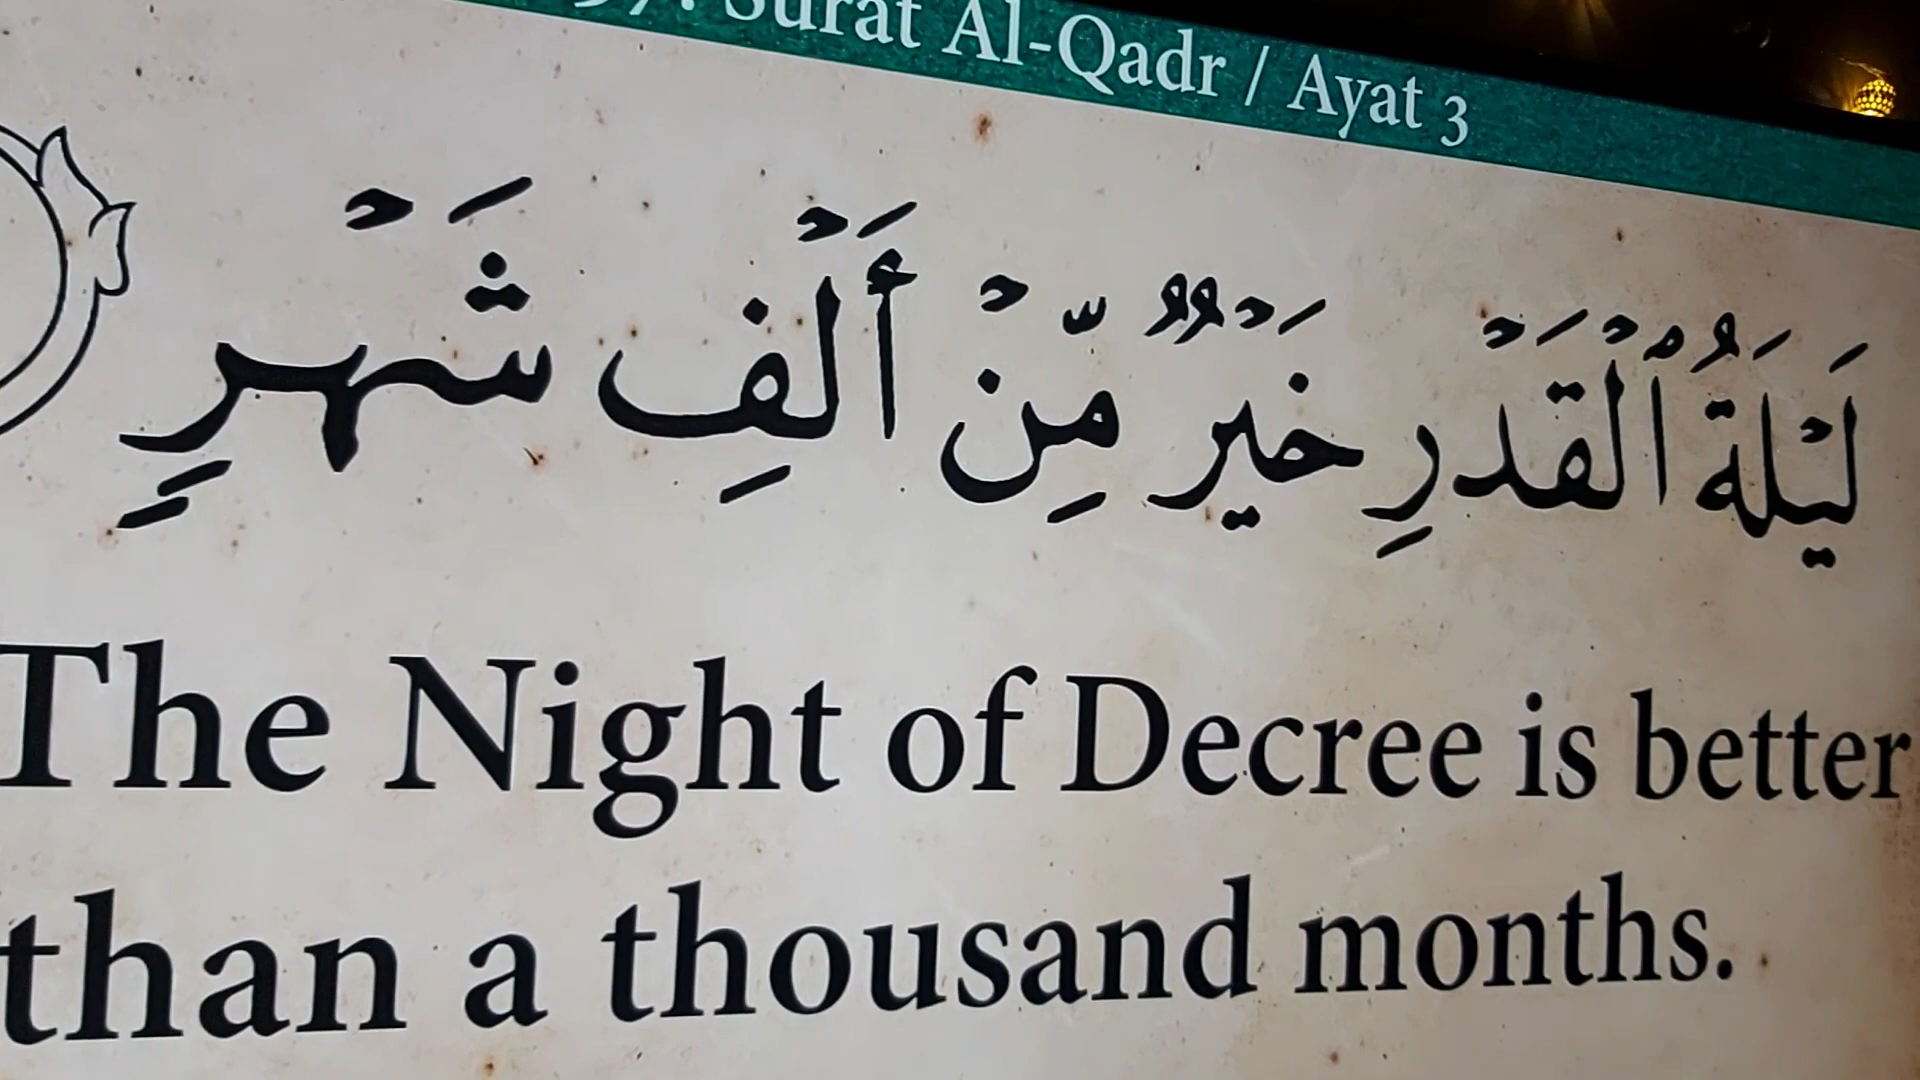 Surat Al-Qadr / Ayat 3
لَيْلَةُ ٱلْقَدْرِ خَيْرٌ مِّنْ أَلْفِ شَهْرٍ
The Night of Decree is better
than a thousand months.